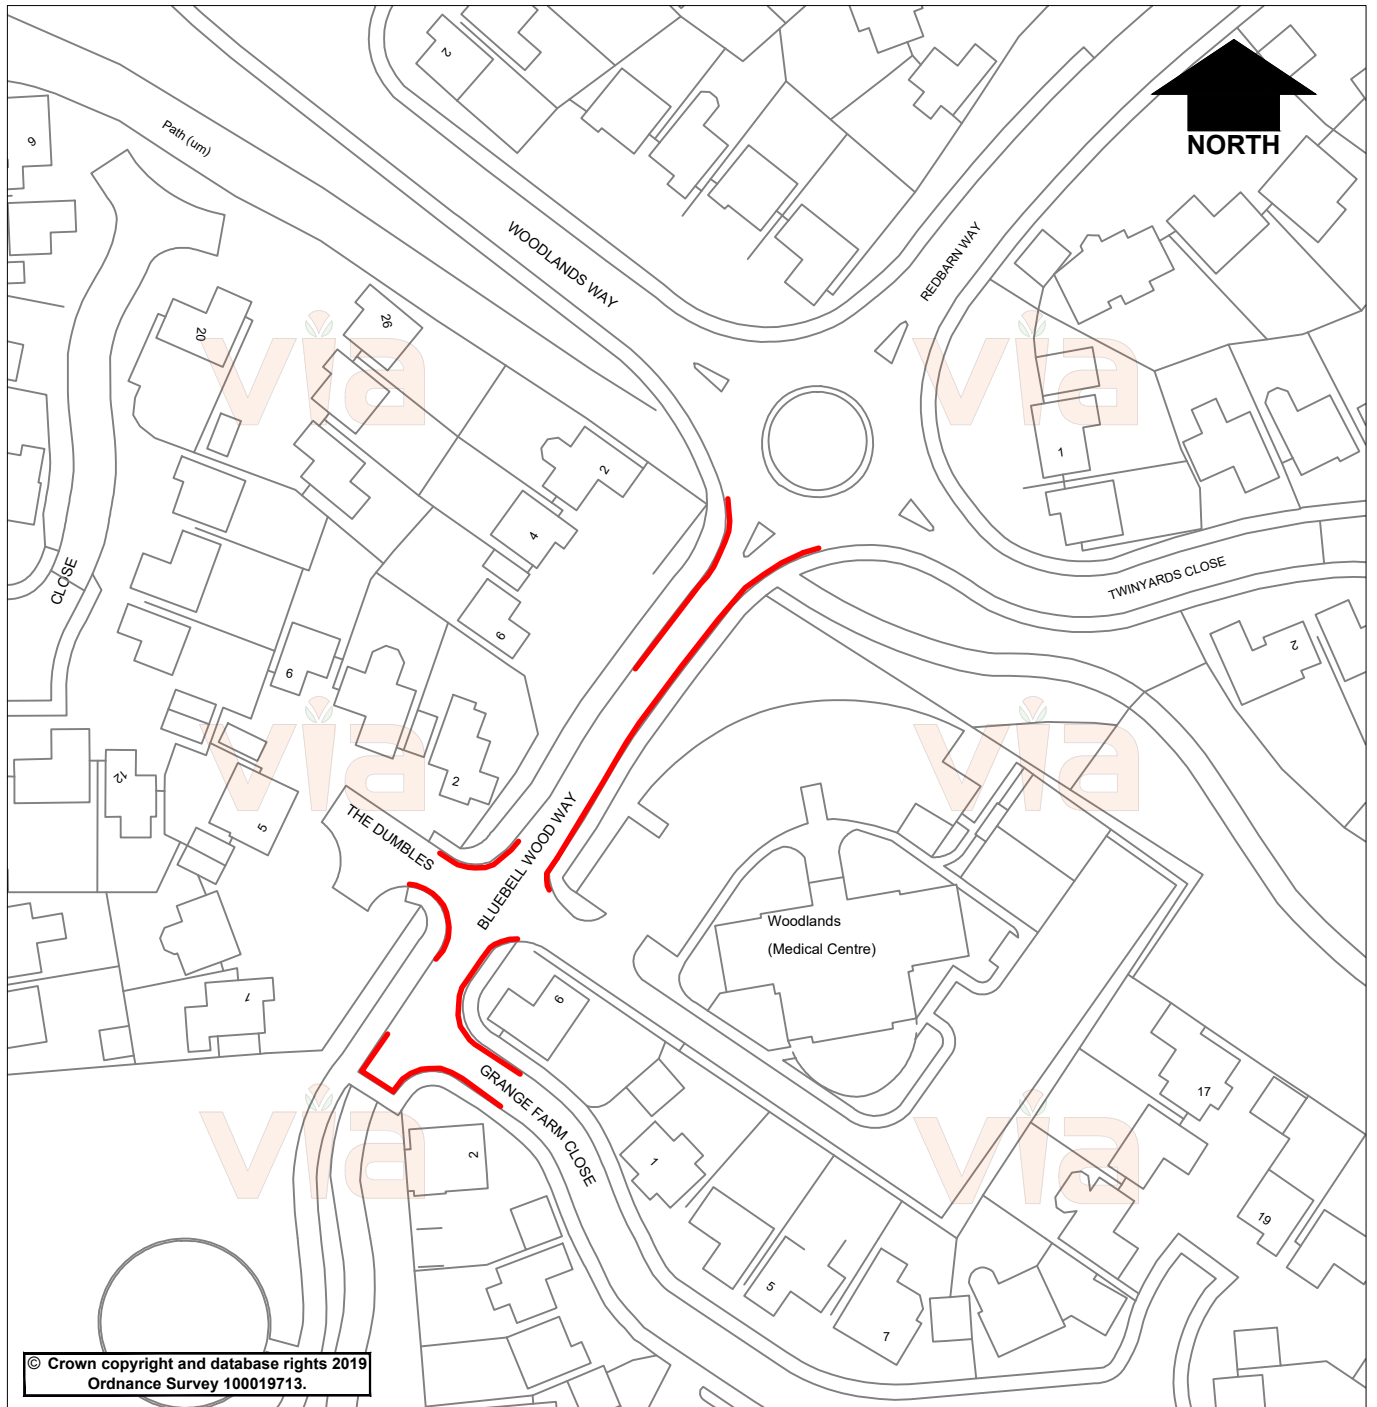 2
9
Path (um)
NORTH
WOODLANDS WAY
REDBARN WAY
20
26
via
via
1
2
4
CLOSE
TWINYARDS CLOSE
6
2
6
via
via
12
2
5
THE DUMBLES
BLUEBELL WOOD WAY
Woodlands
(Medical Centre)
1
6
GRANGE FARM CLOSE
17
via
via
2
1
19
5
7
© Crown copyright and database rights 2019
Ordnance Survey 100019713.